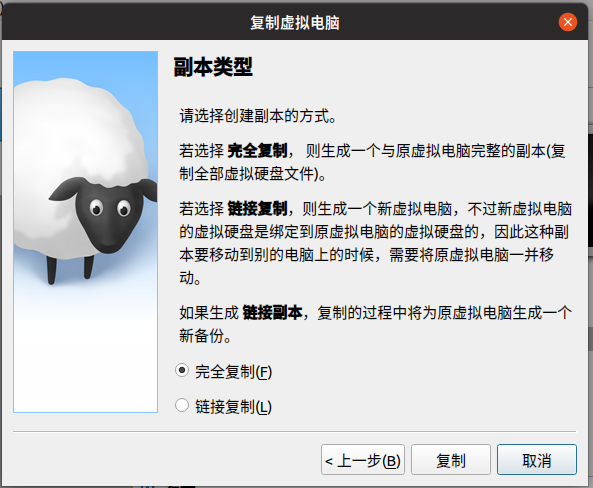 复制虚拟电脑
副本类型
请选择创建副本的方式。
若选择 完全复制， 则生成一个与原虚拟电脑完整的副本(复
制全部虚拟硬盘文件)。
若选择 链接复制，则生成一个新虚拟电脑，不过新虚拟电脑
的虚拟硬盘是绑定到原虚拟电脑的虚拟硬盘的，因此这种副
本要移动到别的电脑上的时候，需要将原虚拟电脑一并移
动。
如果生成 链接副本，复制的过程中将为原虚拟电脑生成一个
新备份。
完全复制(F)
链接复制(L)
< 上一步(B)
复制
取消